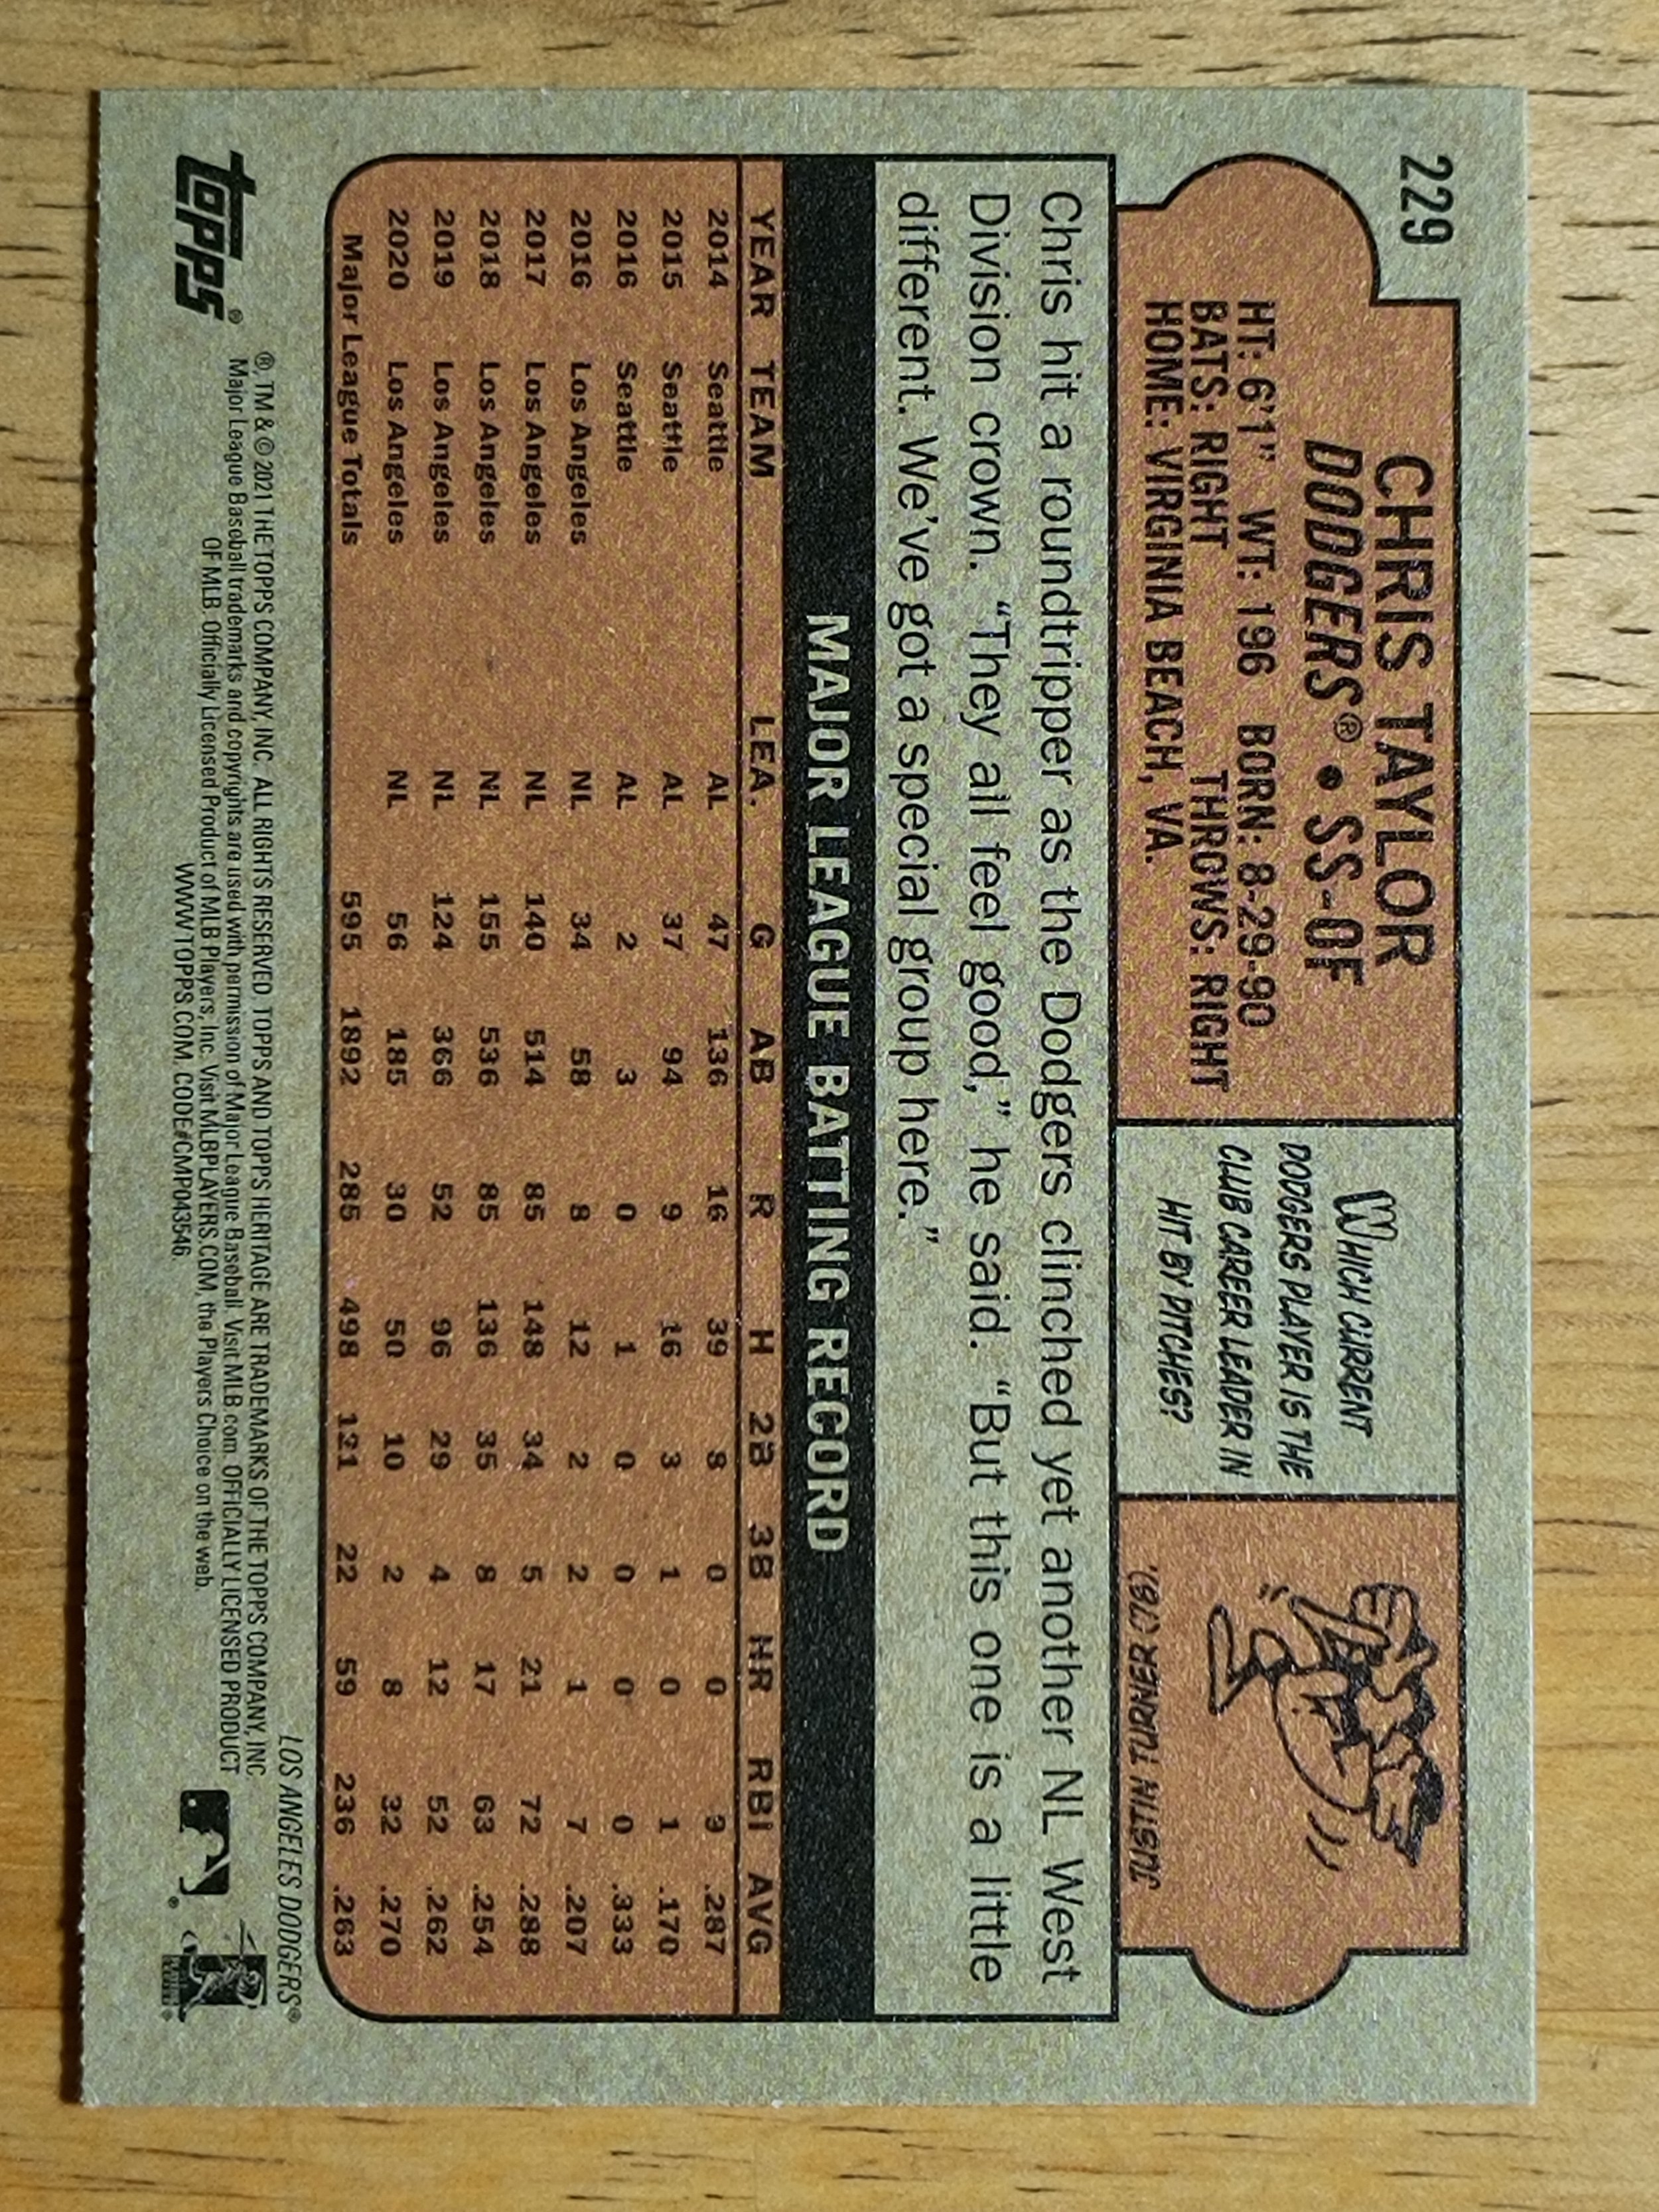 229
CHRIS TAYLOR
DODGERS® • SS-OF
HT: 6'1" WT: 196 BORN: 8-29-90
BATS: RIGHT THROWS: RIGHT
HOME: VIRGINIA BEACH, VA.
WHICH CURRENT
DODGERS PLAYER IS THE
CLUB CAREER LEADER IN
HIT BY PITCHES?
JUSTIN TURNER (78).
Chris hit a roundtripper as the Dodgers clinched yet another NL West
Division crown. “They all feel good,” he said. “But this one is a little
different. We’ve got a special group here.”
MAJOR LEAGUE BATTING RECORD
YEAR TEAM LEA. G AB R H 2B 3B HR RBI AVG
2014 Seattle AL 47 136 16 39 8 0 0 9 .287
2015 Seattle AL 37 94 9 16 3 1 0 1 .170
2016 Seattle AL 2 3 0 1 0 0 0 0 .333
2016 Los Angeles NL 34 58 8 12 2 2 1 7 .207
2017 Los Angeles NL 140 514 85 148 34 5 21 72 .288
2018 Los Angeles NL 155 536 85 136 35 8 17 63 .254
2019 Los Angeles NL 124 366 52 96 29 4 12 52 .262
2020 Los Angeles NL 56 185 30 50 10 2 8 32 .270
Major League Totals 595 1892 285 498 121 22 59 236 .263
LOS ANGELES DODGERS®
topps®
®, TM & © 2021 THE TOPPS COMPANY, INC. ALL RIGHTS RESERVED. TOPPS AND TOPPS HERITAGE ARE TRADEMARKS OF THE TOPPS COMPANY, INC.
Major League Baseball trademarks and copyrights are used with permission of Major League Baseball. Visit MLB.com. OFFICIALLY LICENSED PRODUCT
OF MLB. Officially Licensed Product of MLB Players, Inc. Visit MLBPLAYERS.COM, the Players Choice on the web.
WWW.TOPPS.COM. CODE#CMP043546.